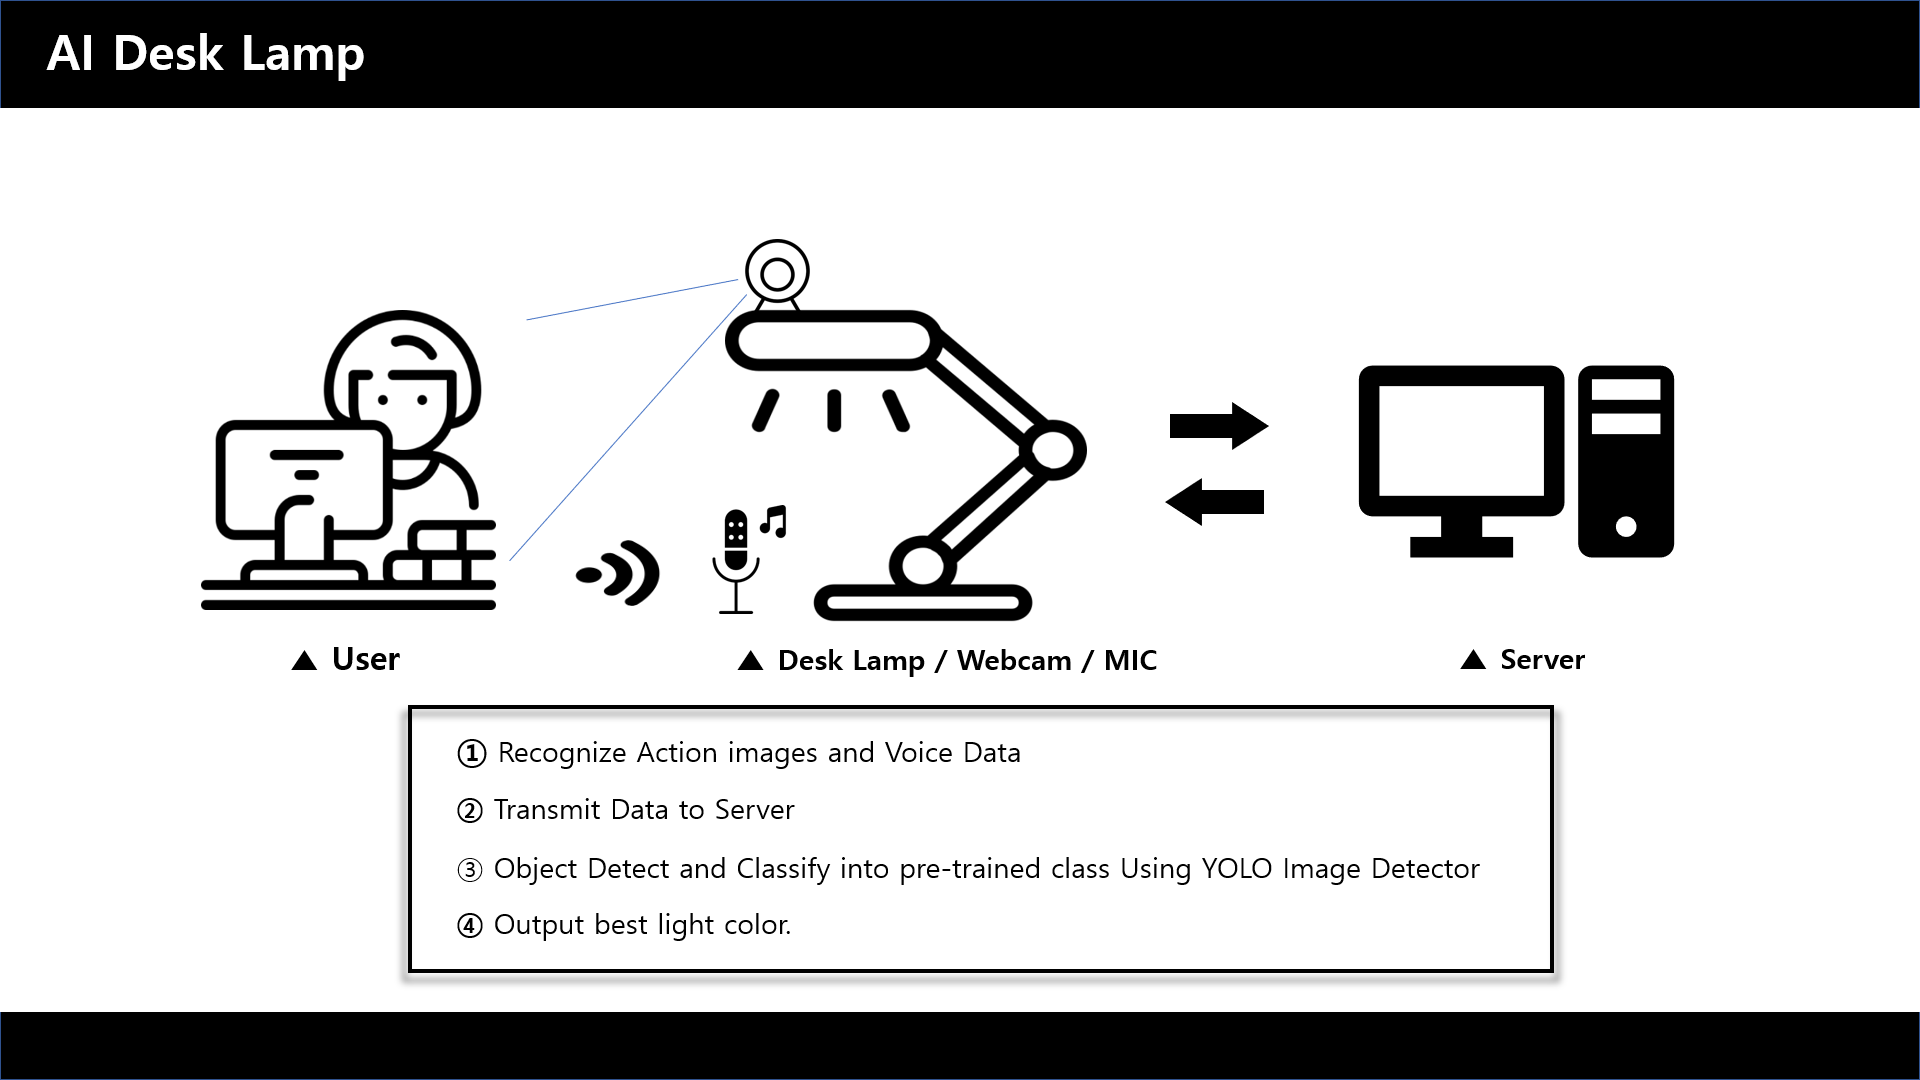 AI Desk Lamp
▲ User
▲ Desk Lamp / Webcam / MIC
▲ Server
① Recognize Action images and Voice Data
② Transmit Data to Server
③ Object Detect and Classify into pre-trained class Using YOLO Image Detector
④ Output best light color.